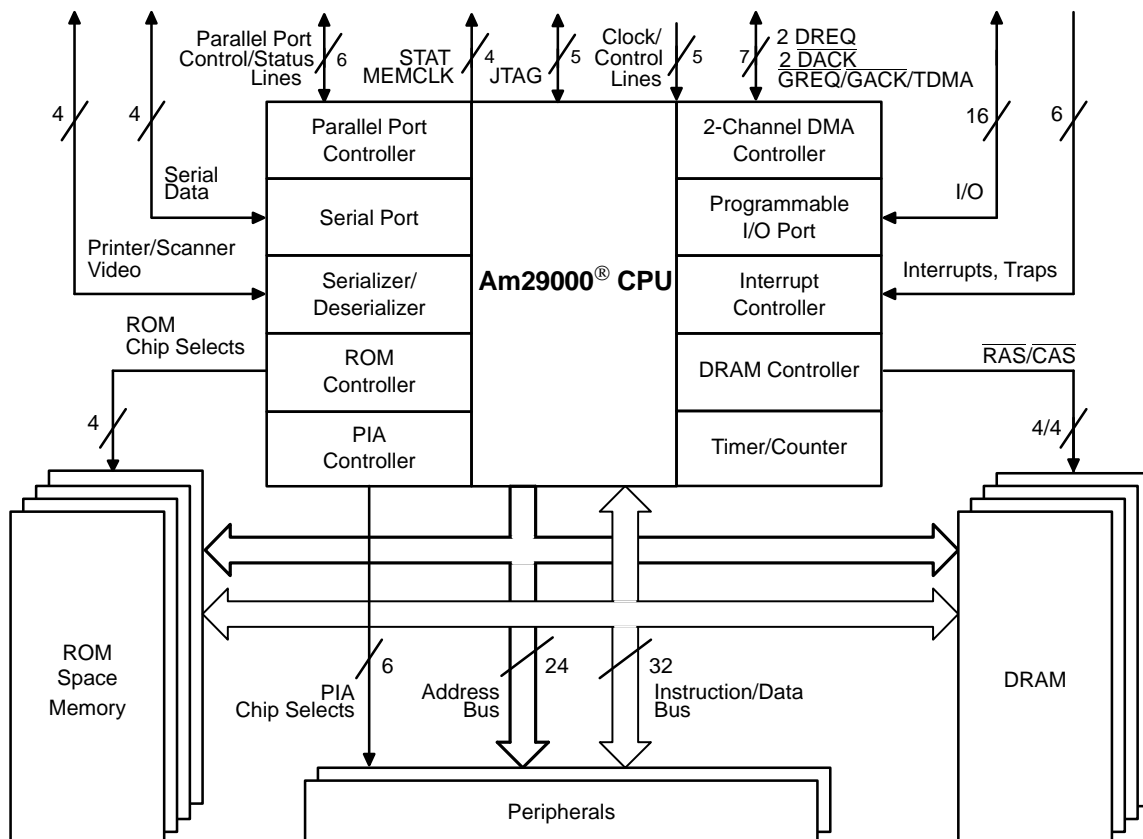 Parallel Port
Control/Status
Lines
6
STAT
MEMCLK
4
JTAG
5
Clock/
Control
Lines
5
7
2 DREQ
2 DACK
GREQ/GACK/TDMA
4
4
16
6
Parallel Port
Controller
2-Channel DMA
Controller
Serial
Data
I/O
Serial Port
Programmable
I/O Port
Printer/Scanner
Video
Serializer/
Deserializer
Am29000® CPU
Interrupt
Controller
Interrupts, Traps
ROM
Chip Selects
ROM
Controller
DRAM Controller
RAS/CAS
4
PIA
Controller
Timer/Counter
4/4
ROM
Space
Memory
6
PIA
Chip Selects
24
Address
Bus
32
Instruction/Data
Bus
DRAM
Peripherals